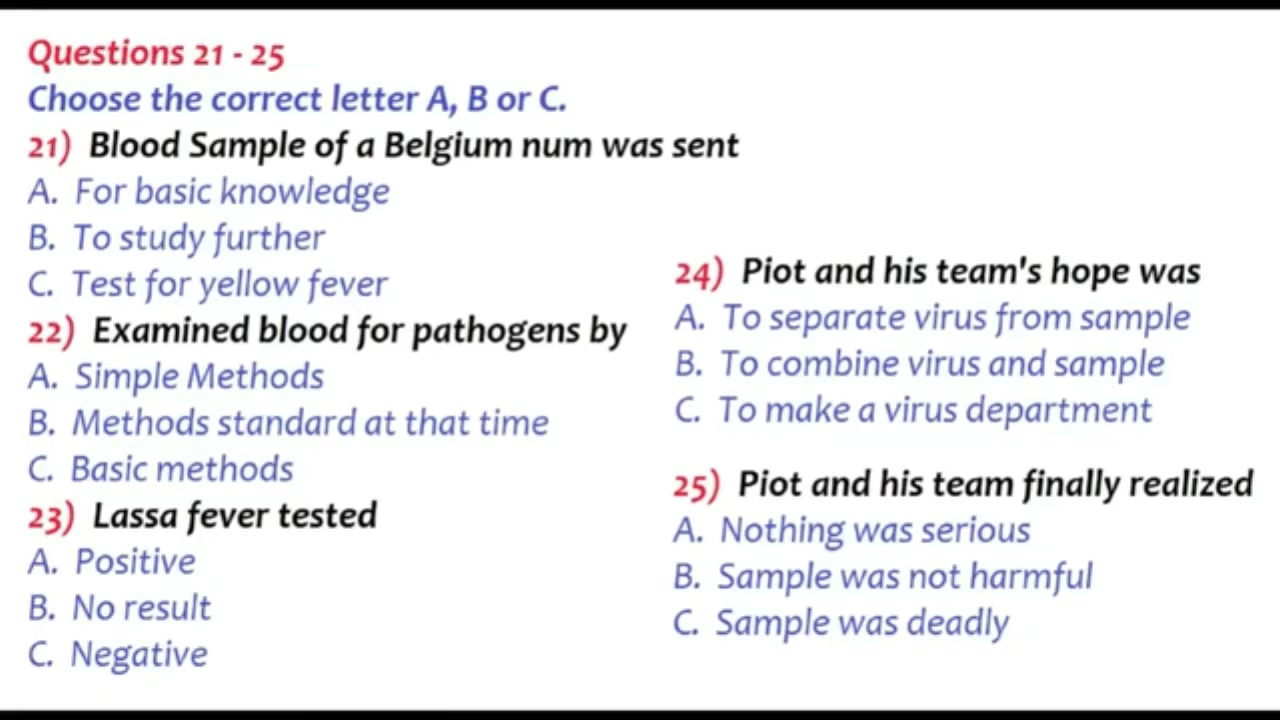 Questions 21 - 25
Choose the correct letter A, B or C.
21) Blood Sample of a Belgium num was sent
A. For basic knowledge
B. To study further
C. Test for yellow fever
22) Examined blood for pathogens by
A. Simple Methods
B. Methods standard at that time
C. Basic methods
23) Lassa fever tested
A. Positive
B. No result
C. Negative
24) Piot and his team's hope was
A. To separate virus from sample
B. To combine virus and sample
C. To make a virus department
25) Piot and his team finally realized
A. Nothing was serious
B. Sample was not harmful
C. Sample was deadly